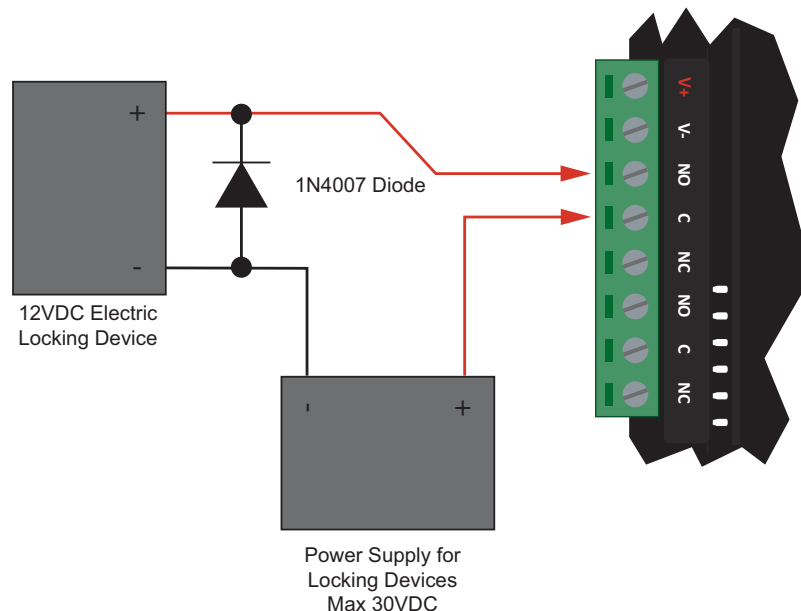 +
-
12VDC Electric
Locking Device
1N4007 Diode
-
+
Power Supply for
Locking Devices
Max 30VDC
V+
V-
NO
C
NC
NO
C
NC